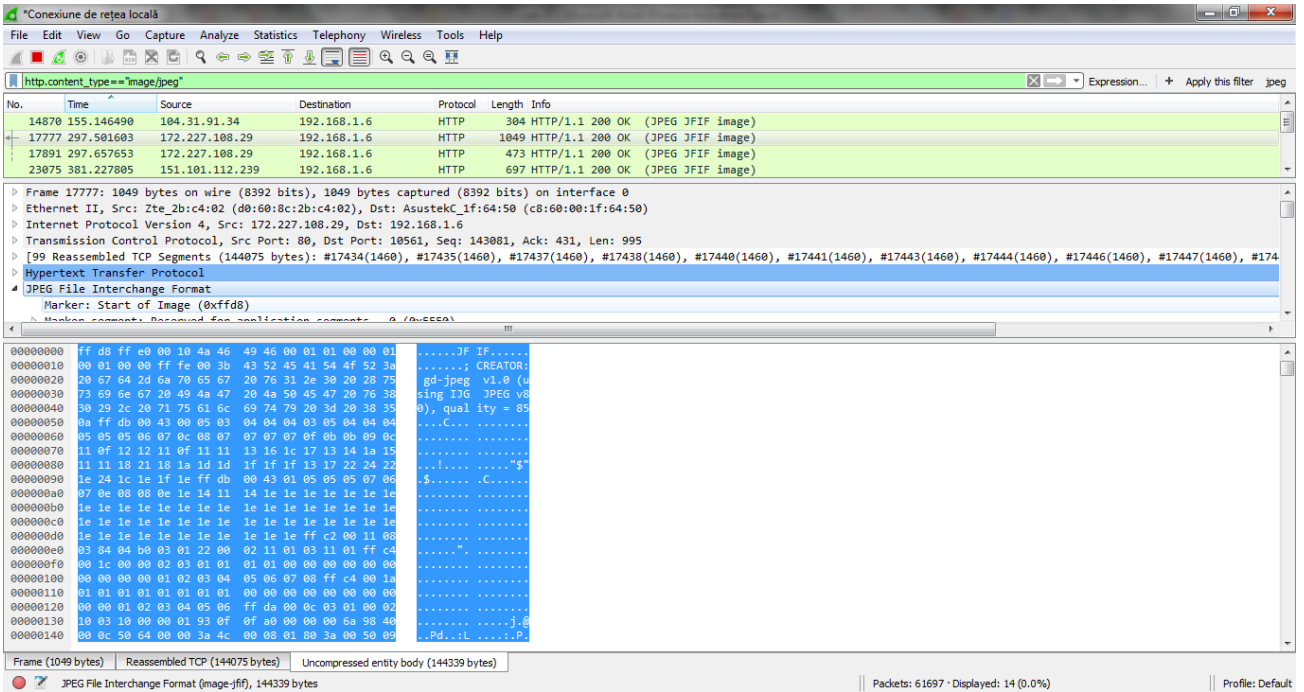 *Conexiune de rețea locală
File Edit View Go Capture Analyze Statistics Telephony Wireless Tools Help
http.content_type=="image/jpeg" Expression... + Apply this filter jpeg
No. Time Source Destination Protocol Length Info
14870 155.146490 104.31.91.34 192.168.1.6 HTTP 304 HTTP/1.1 200 OK (JPEG JFIF image)
17777 297.501603 172.227.108.29 192.168.1.6 HTTP 1049 HTTP/1.1 200 OK (JPEG JFIF image)
17891 297.657653 172.227.108.29 192.168.1.6 HTTP 473 HTTP/1.1 200 OK (JPEG JFIF image)
23075 381.227805 151.101.112.239 192.168.1.6 HTTP 697 HTTP/1.1 200 OK (JPEG JFIF image)
Frame 17777: 1049 bytes on wire (8392 bits), 1049 bytes captured (8392 bits) on interface 0
Ethernet II, Src: Zte_2b:c4:02 (d0:60:8c:2b:c4:02), Dst: AsustekC_1f:64:50 (c8:60:00:1f:64:50)
Internet Protocol Version 4, Src: 172.227.108.29, Dst: 192.168.1.6
Transmission Control Protocol, Src Port: 80, Dst Port: 10561, Seq: 143081, Ack: 431, Len: 995
[99 Reassembled TCP Segments (144075 bytes): #17434(1460), #17435(1460), #17437(1460), #17438(1460), #17440(1460), #17441(1460), #17443(1460), #17444(1460), #17446(1460), #17447(1460), #174
Hypertext Transfer Protocol
JPEG File Interchange Format
Marker: Start of Image (0xffd8)
Marker segment: Reserved for application segments - 0 (0xFFE0)
00000000 ff d8 ff e0 00 10 4a 46 49 46 00 01 01 00 00 01 ......JF IF......
00000010 00 01 00 00 ff fe 00 3b 43 52 45 41 54 4f 52 3a .......; CREATOR:
00000020 20 67 64 2d 6a 70 65 67 20 76 31 2e 30 20 28 75 gd-jpeg v1.0 (u
00000030 73 69 6e 67 20 49 4a 47 20 4a 50 45 47 20 76 38 sing IJG JPEG v8
00000040 30 29 2c 20 71 75 61 6c 69 74 79 20 3d 20 38 35 0), qual ity = 85
00000050 0a ff db 00 43 00 05 03 04 04 04 03 05 04 04 04 ....C... ........
00000060 05 05 05 06 07 0c 08 07 07 07 07 0f 0b 0b 09 0c ........ ........
00000070 11 0f 12 12 11 0f 11 11 13 16 1c 17 13 14 1a 15 ........ ........
00000080 11 11 18 21 18 1a 1d 1d 1f 1f 1f 13 17 22 24 22 ...!.... ....."$"
00000090 1e 24 1c 1e 1f 1e ff db 00 43 01 05 05 05 07 06 .$...... .C......
000000a0 07 0e 08 08 0e 1e 14 11 14 1e 1e 1e 1e 1e 1e 1e ........ ........
000000b0 1e 1e 1e 1e 1e 1e 1e 1e 1e 1e 1e 1e 1e 1e 1e 1e ........ ........
000000c0 1e 1e 1e 1e 1e 1e 1e 1e 1e 1e 1e 1e 1e 1e 1e 1e ........ ........
000000d0 1e 1e 1e 1e 1e 1e 1e 1e 1e 1e 1e ff c2 00 11 08 ........ ........
000000e0 03 84 04 b0 03 01 22 00 02 11 01 03 11 01 ff c4 ......". ........
000000f0 00 1c 00 00 02 03 01 01 01 01 00 00 00 00 00 00 ........ ........
00000100 00 00 00 00 01 02 03 04 05 06 07 08 ff c4 00 1a ........ ........
00000110 01 01 01 01 01 01 01 01 00 00 00 00 00 00 00 00 ........ ........
00000120 00 00 01 02 03 04 05 06 ff da 00 0c 03 01 00 02 ........ ........
00000130 10 03 10 00 00 01 93 0f 0f a0 00 00 00 6a 98 40 ........ .....j.@
00000140 00 0c 50 64 00 00 3a 4c 00 08 01 80 3a 00 50 09 ..Pd..:L ....:.P.
Frame (1049 bytes) Reassembled TCP (144075 bytes) Uncompressed entity body (144339 bytes)
JPEG File Interchange Format (image-jfif), 144339 bytes Packets: 61697 · Displayed: 14 (0.0%) Profile: Default